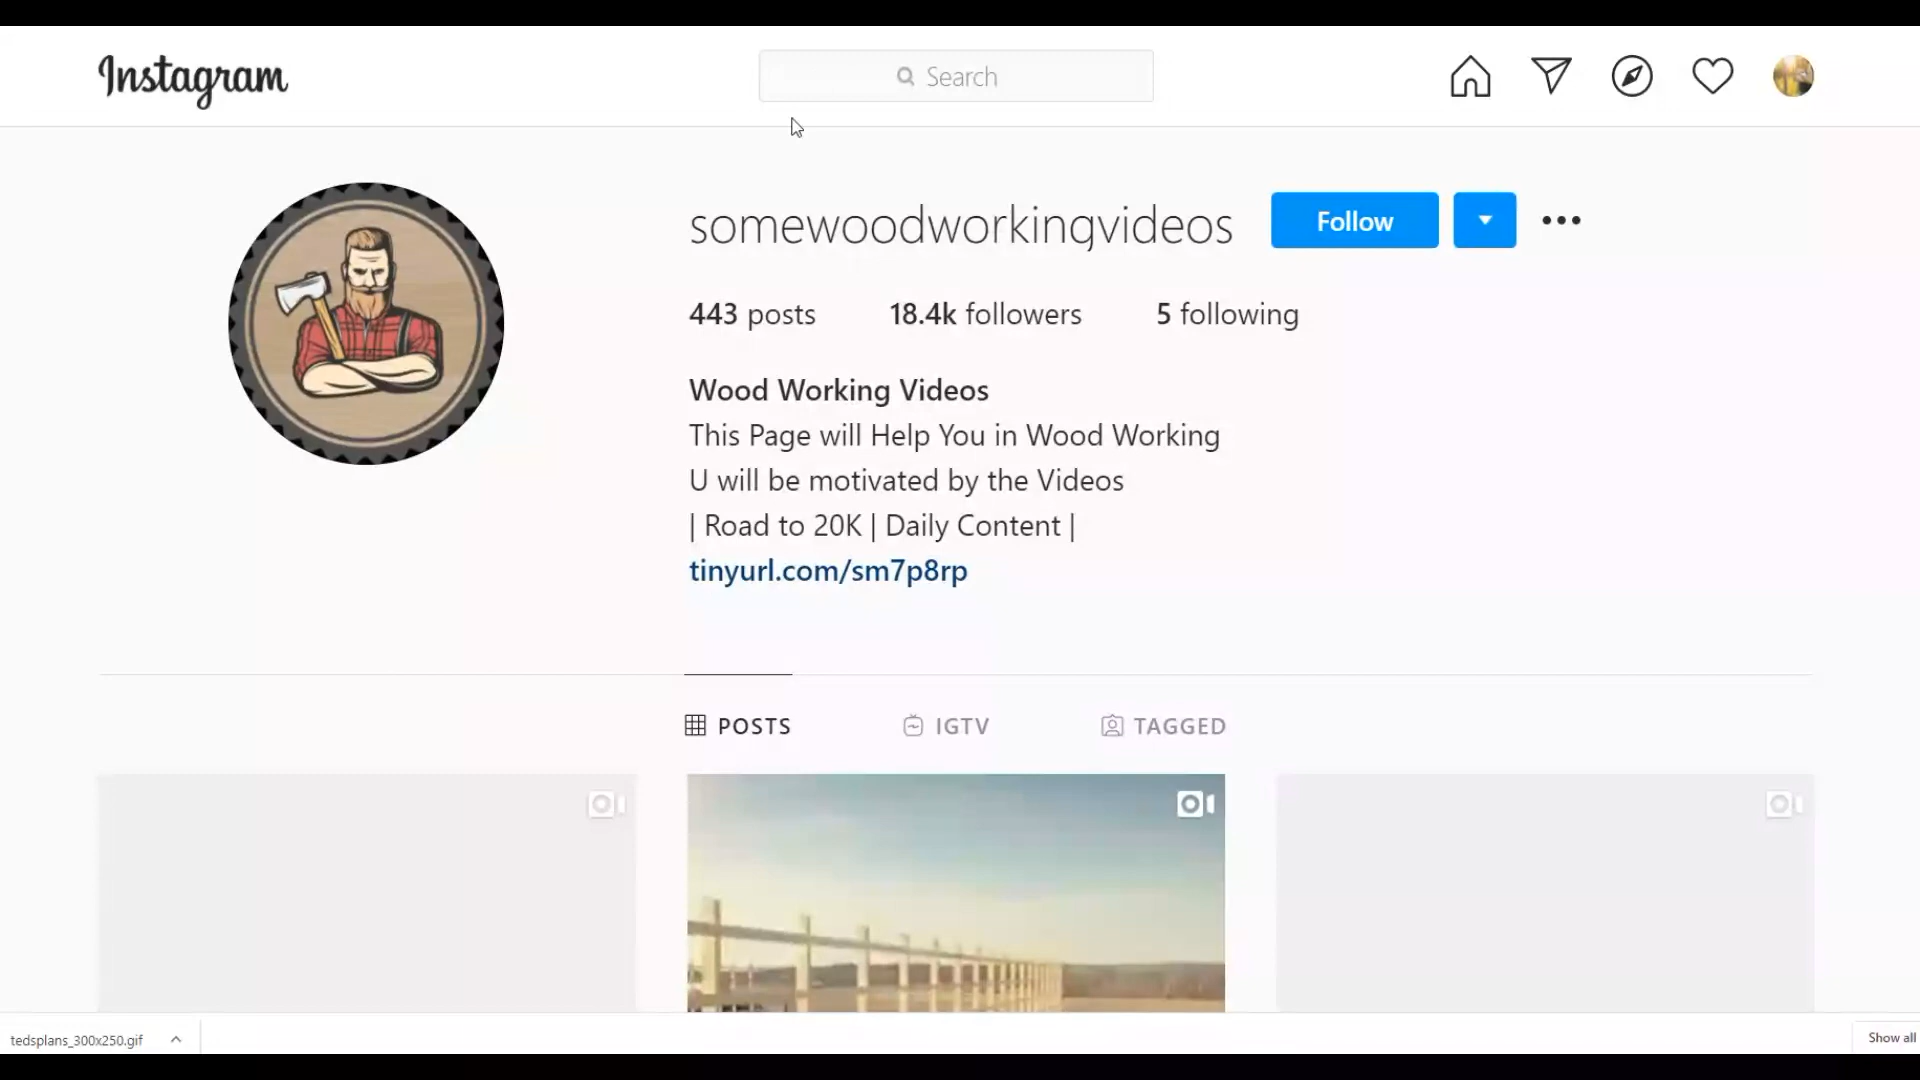 Instagram
Search
somewoodworkingvideos
Follow
443 posts 18.4k followers 5 following
Wood Working Videos
This Page will Help You in Wood Working
U will be motivated by the Videos
| Road to 20K | Daily Content |
tinyurl.com/sm7p8rp
POSTS IGTV TAGGED
tedsplans_300x250.gif
Show all